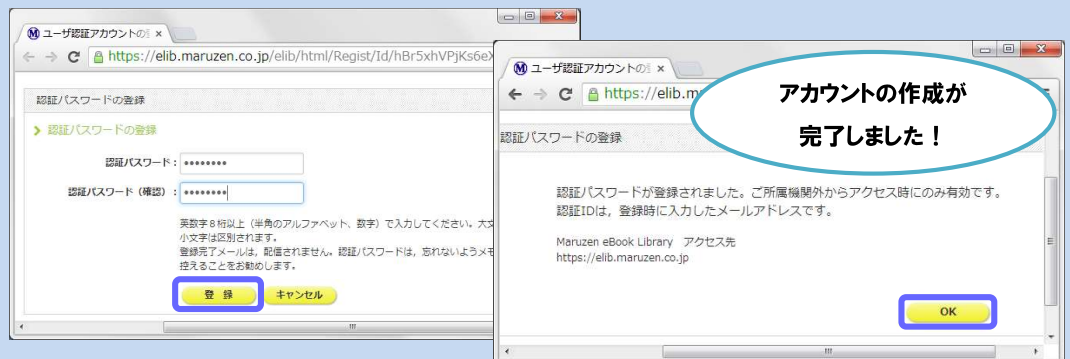 ユーザ認証アカウントの
https://elib.maruzen.co.jp/elib/html/Regist/Id/hBr5xhVPjKs6eX
認証パスワードの登録
認証パスワードの登録
認証パスワード：
認証パスワード（確認）：
英数字8桁以上（半角のアルファベット、数字）で入力してください。大文
小文字は区別されます。
登録完了メールは，配信されません。認証パスワードは，忘れないようメモ
控えることをお勧めします。
登 録
キャンセル
ユーザ認証アカウントの
https://elib.m
アカウントの作成が
完了しました！
認証パスワードの登録
認証パスワードが登録されました。ご所属機関外からアクセス時にのみ有効です。
認証IDは，登録時に入力したメールアドレスです。
Maruzen eBook Library　アクセス先
https://elib.maruzen.co.jp
OK